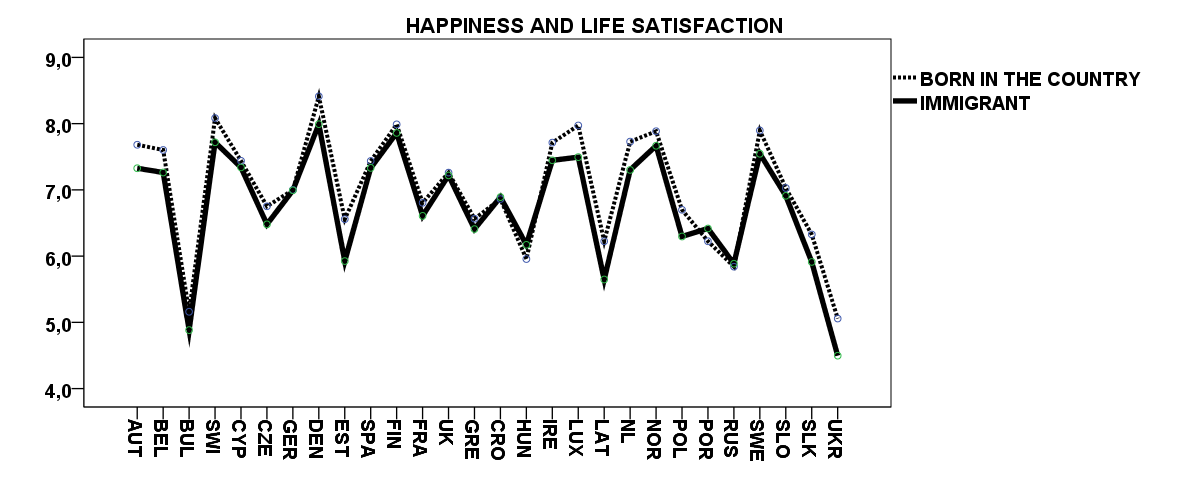 HAPPINESS AND LIFE SATISFACTION
9,0
8,0
7,0
6,0
5,0
4,0
BORN IN THE COUNTRY
IMMIGRANT
AUT
BEL
BUL
SWI
CYP
CZE
GER
DEN
EST
SPA
FIN
FRA
UK
GRE
CRO
HUN
IRE
LUX
LAT
NL
NOR
POL
POR
RUS
SWE
SLO
SLK
UKR